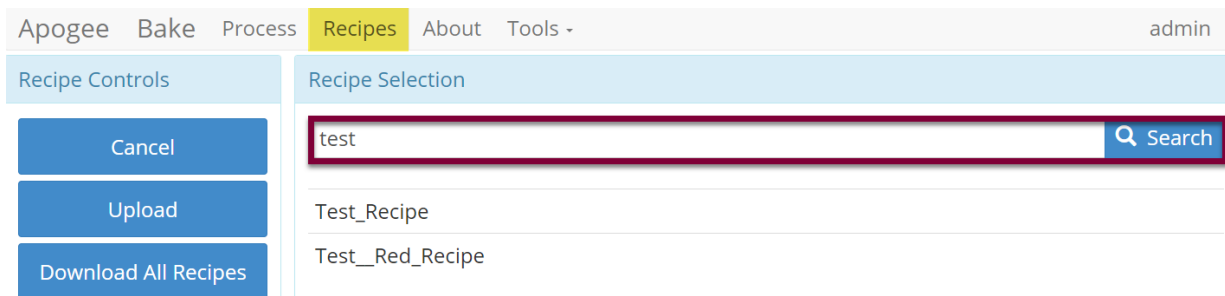 Apogee Bake Process Recipes About Tools admin
Recipe Controls
Recipe Selection
Cancel
Upload
Download All Recipes
test
Search
Test_Recipe
Test__Red_Recipe